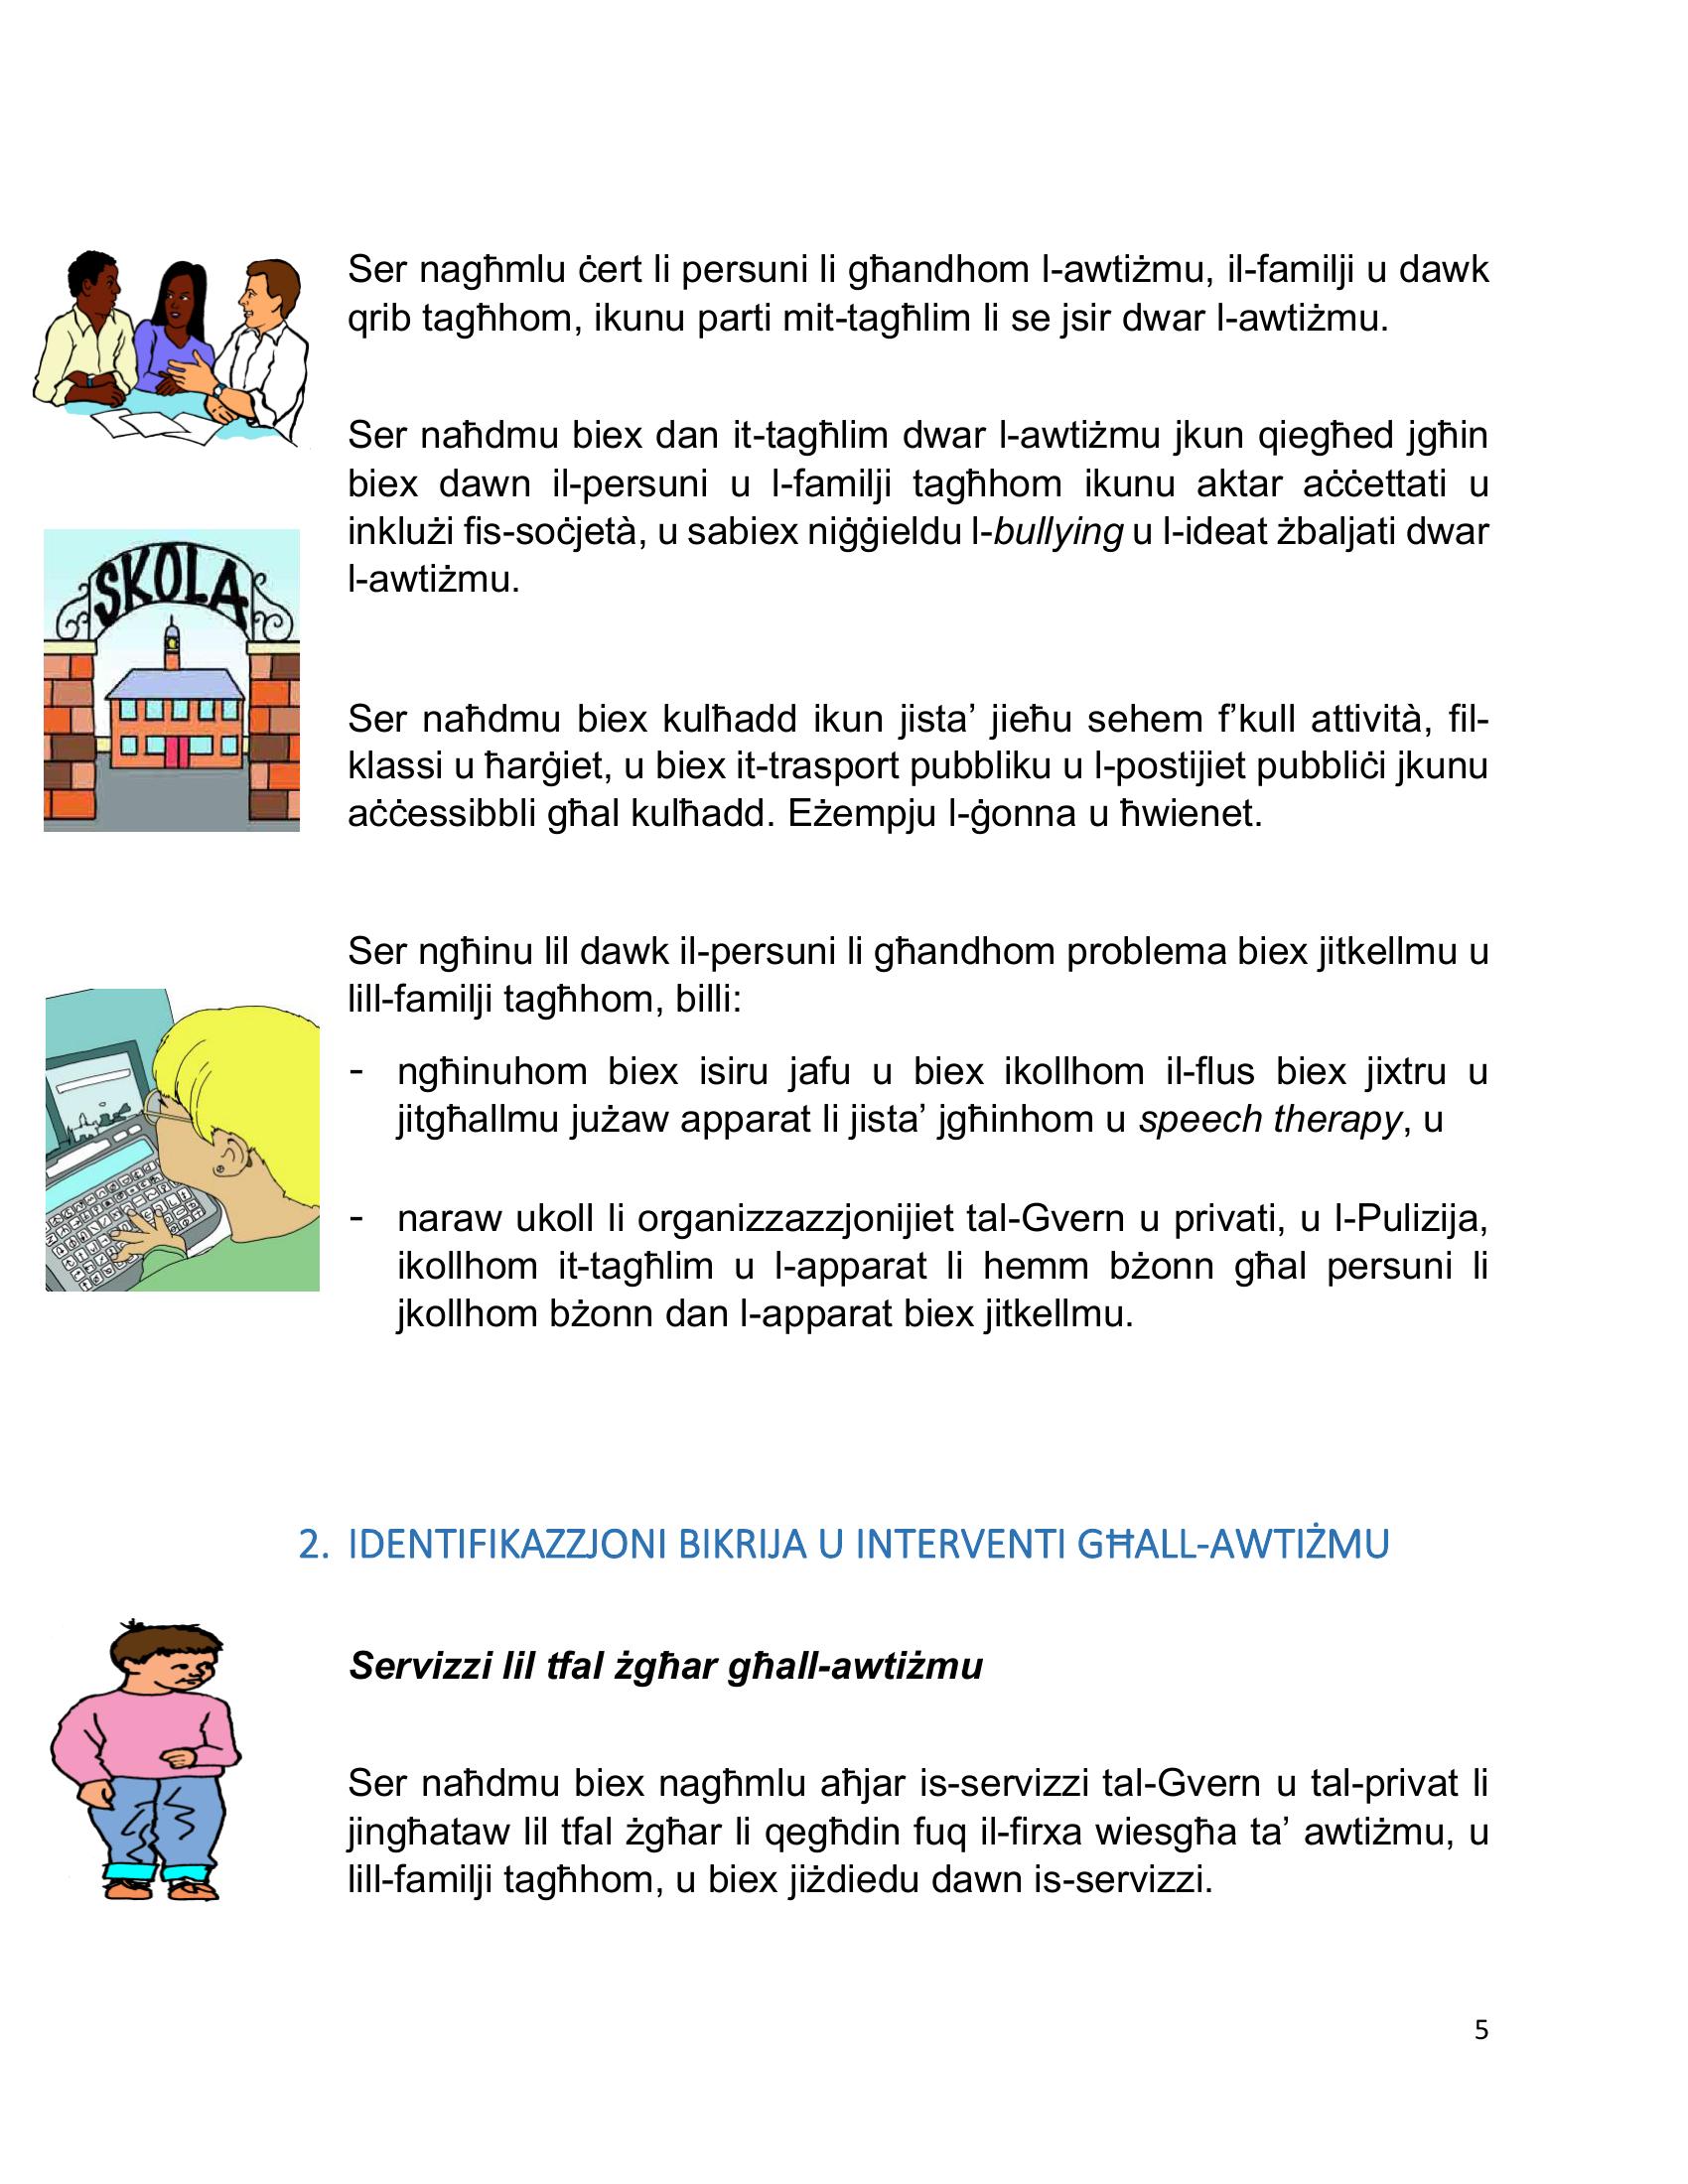 Ser nagħmlu ċert li persuni li għandhom l-awtiżmu, il-familji u dawk
qrib tagħhom, ikunu parti mit-tagħlim li se jsir dwar l-awtiżmu.
Ser naħdmu biex dan it-tagħlim dwar l-awtiżmu jkun qiegħed jgħin
biex dawn il-persuni u l-familji tagħhom ikunu aktar aċċettati u
inklużi fis-soċjetà, u sabiex niġġieldu l-bullying u l-ideat żbaljati dwar
l-awtiżmu.
SKOLA
Ser naħdmu biex kulħadd ikun jista’ jieħu sehem f’kull attività, fil-
klassi u ħarġiet, u biex it-trasport pubbliku u l-postijiet pubbliċi jkunu
aċċessibbli għal kulħadd. Eżempju l-ġonna u ħwienet.
Ser ngħinu lil dawk il-persuni li għandhom problema biex jitkellmu u
lill-familji tagħhom, billi:
- ngħinuhom biex isiru jafu u biex ikollhom il-flus biex jixtru u
jitgħallmu jużaw apparat li jista’ jgħinhom u speech therapy, u
- naraw ukoll li organizzazzjonijiet tal-Gvern u privati, u l-Pulizija,
ikollhom it-tagħlim u l-apparat li hemm bżonn għal persuni li
jkollhom bżonn dan l-apparat biex jitkellmu.
2. IDENTIFIKAZZJONI BIKRIJA U INTERVENTI GĦALL-AWTIŻMU
Servizzi lil tfal żgħar għall-awtiżmu
Ser naħdmu biex nagħmlu aħjar is-servizzi tal-Gvern u tal-privat li
jingħataw lil tfal żgħar li qegħdin fuq il-firxa wiesgħa ta’ awtiżmu, u
lill-familji tagħhom, u biex jiżdiedu dawn is-servizzi.
5